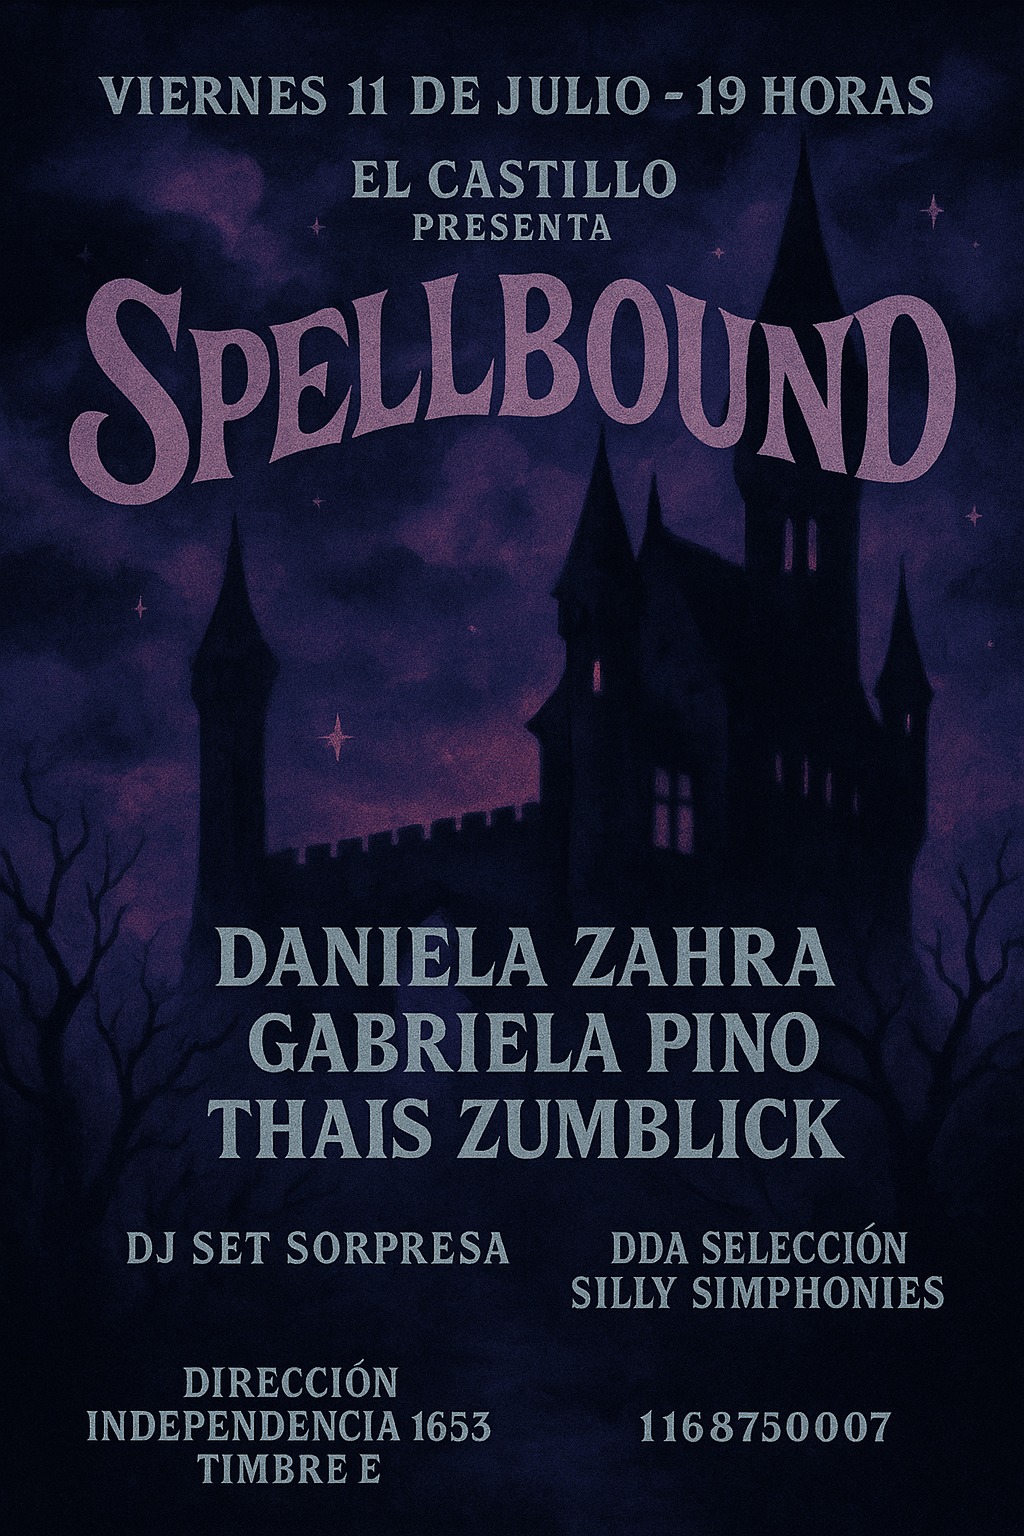 VIERNES 11 DE JULIO - 19 HORAS
EL CASTILLO
PRESENTA
SPELLBOUND
DANIELA ZAHRA
GABRIELA PINO
THAIS ZUMBLICK
DJ SET SORPRESA
DDA SELECCIÓN
SILLY SIMPHONIES
DIRECCIÓN
INDEPENDENCIA 1653
TIMBRE E
1168750007